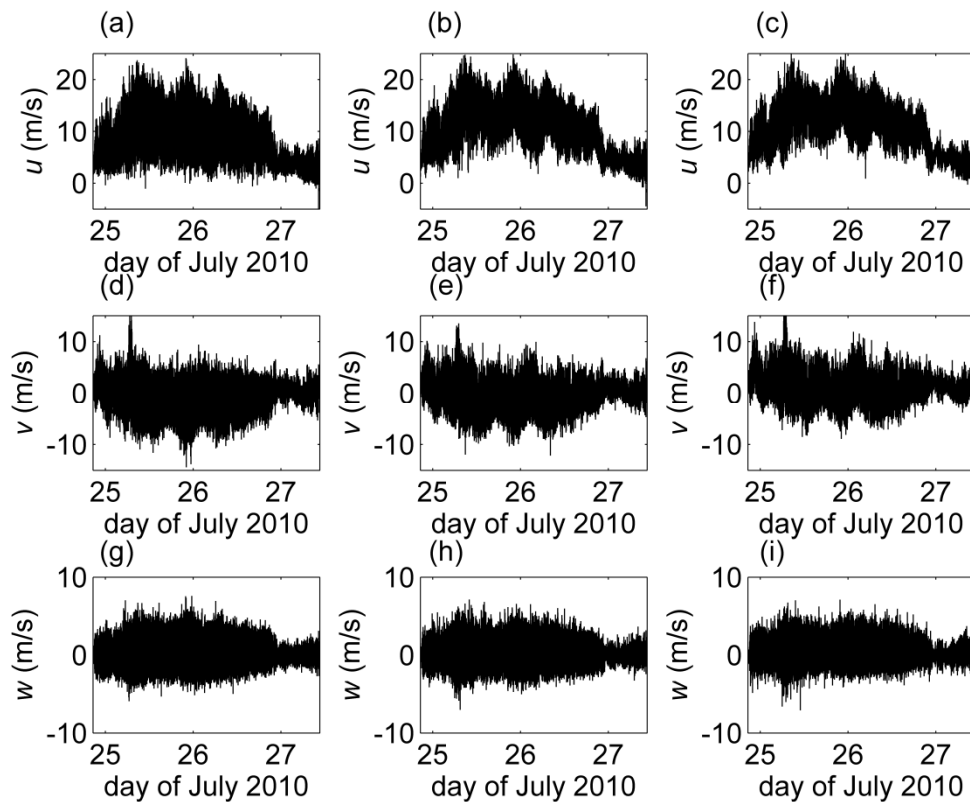 (a) (b) (c)
20 20 20
10 10 10
0 0 0
u (m/s) u (m/s) u (m/s)
25 26 27 25 26 27 25 26 27
day of July 2010 day of July 2010 day of July 2010
(d) (e) (f)
10 10 10
0 0 0
-10 -10 -10
v (m/s) v (m/s) v (m/s)
25 26 27 25 26 27 25 26 27
day of July 2010 day of July 2010 day of July 2010
(g) (h) (i)
10 10 10
0 0 0
-10 -10 -10
w (m/s) w (m/s) w (m/s)
25 26 27 25 26 27 25 26 27
day of July 2010 day of July 2010 day of July 2010